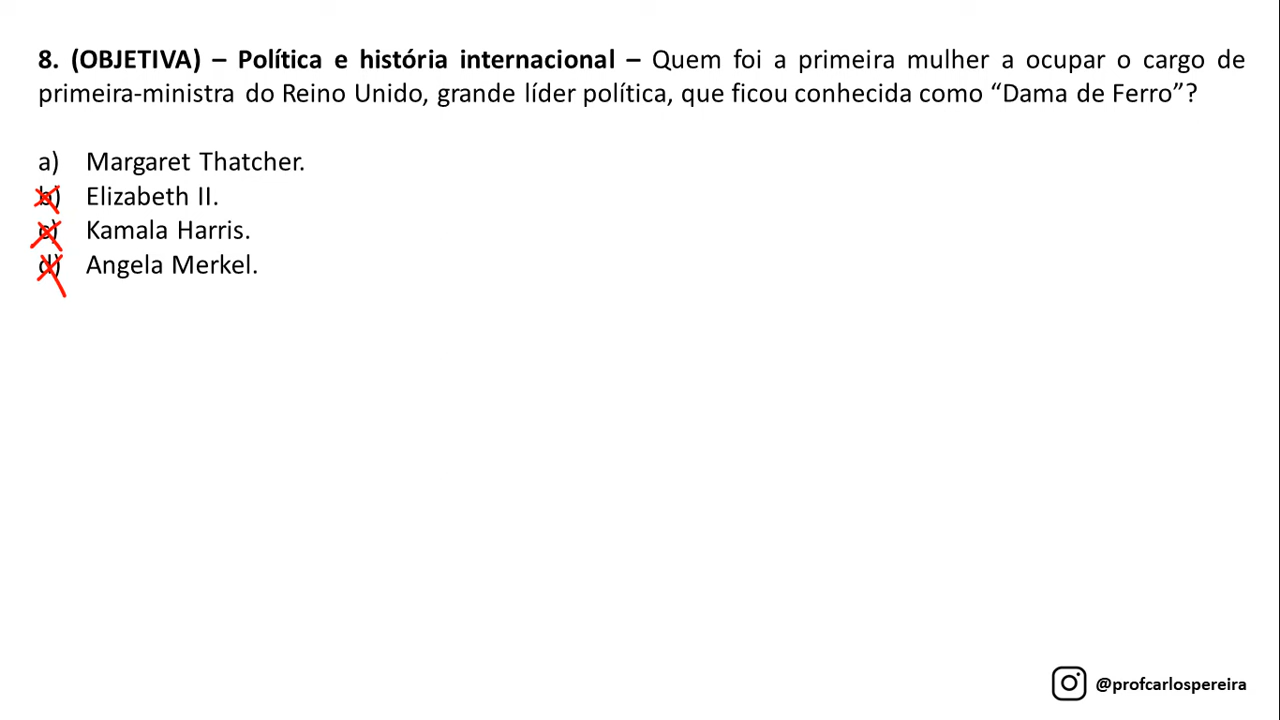 8. (OBJETIVA) – Política e história internacional – Quem foi a primeira mulher a ocupar o cargo de
primeira-ministra do Reino Unido, grande líder política, que ficou conhecida como “Dama de Ferro”?
a) Margaret Thatcher.
b) Elizabeth II.
c) Kamala Harris.
d) Angela Merkel.
@profcarlospereira